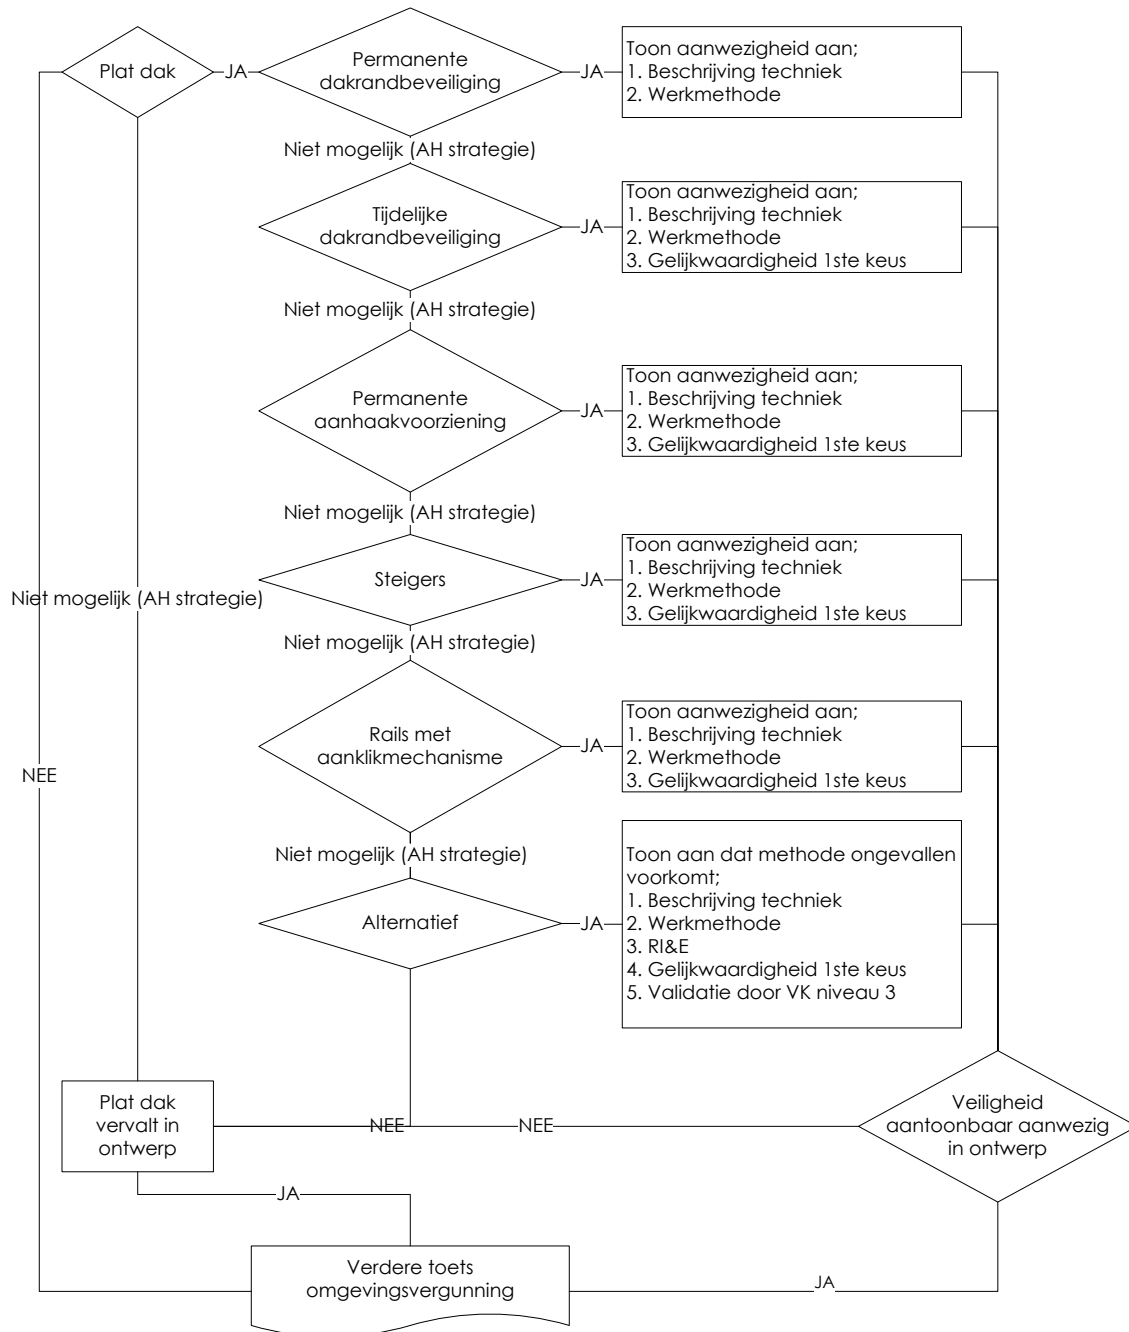 Plat dak
JA
Permanente
dakrandbeveiliging
JA
Toon aanwezigheid aan;
1. Beschrijving techniek
2. Werkmethode
Niet mogelijk (AH strategie)
Tijdelijke
dakrandbeveiliging
JA
Toon aanwezigheid aan;
1. Beschrijving techniek
2. Werkmethode
3. Gelijkwaardigheid 1ste keus
Niet mogelijk (AH strategie)
Permanente
aanhaakvoorziening
JA
Toon aanwezigheid aan;
1. Beschrijving techniek
2. Werkmethode
3. Gelijkwaardigheid 1ste keus
Niet mogelijk (AH strategie)
Steigers
JA
Toon aanwezigheid aan;
1. Beschrijving techniek
2. Werkmethode
3. Gelijkwaardigheid 1ste keus
Niet mogelijk (AH strategie)
Niet mogelijk (AH strategie)
Rails met
aanklikmechanisme
JA
Toon aanwezigheid aan;
1. Beschrijving techniek
2. Werkmethode
3. Gelijkwaardigheid 1ste keus
NEE
Niet mogelijk (AH strategie)
Alternatief
JA
Toon aan dat methode ongevallen
voorkomt;
1. Beschrijving techniek
2. Werkmethode
3. RI&E
4. Gelijkwaardigheid 1ste keus
5. Validatie door VK niveau 3
Plat dak
vervalt in
ontwerp
NEE
NEE
Veiligheid
aantoonbaar aanwezig
in ontwerp
JA
Verdere toets
omgevingsvergunning
JA